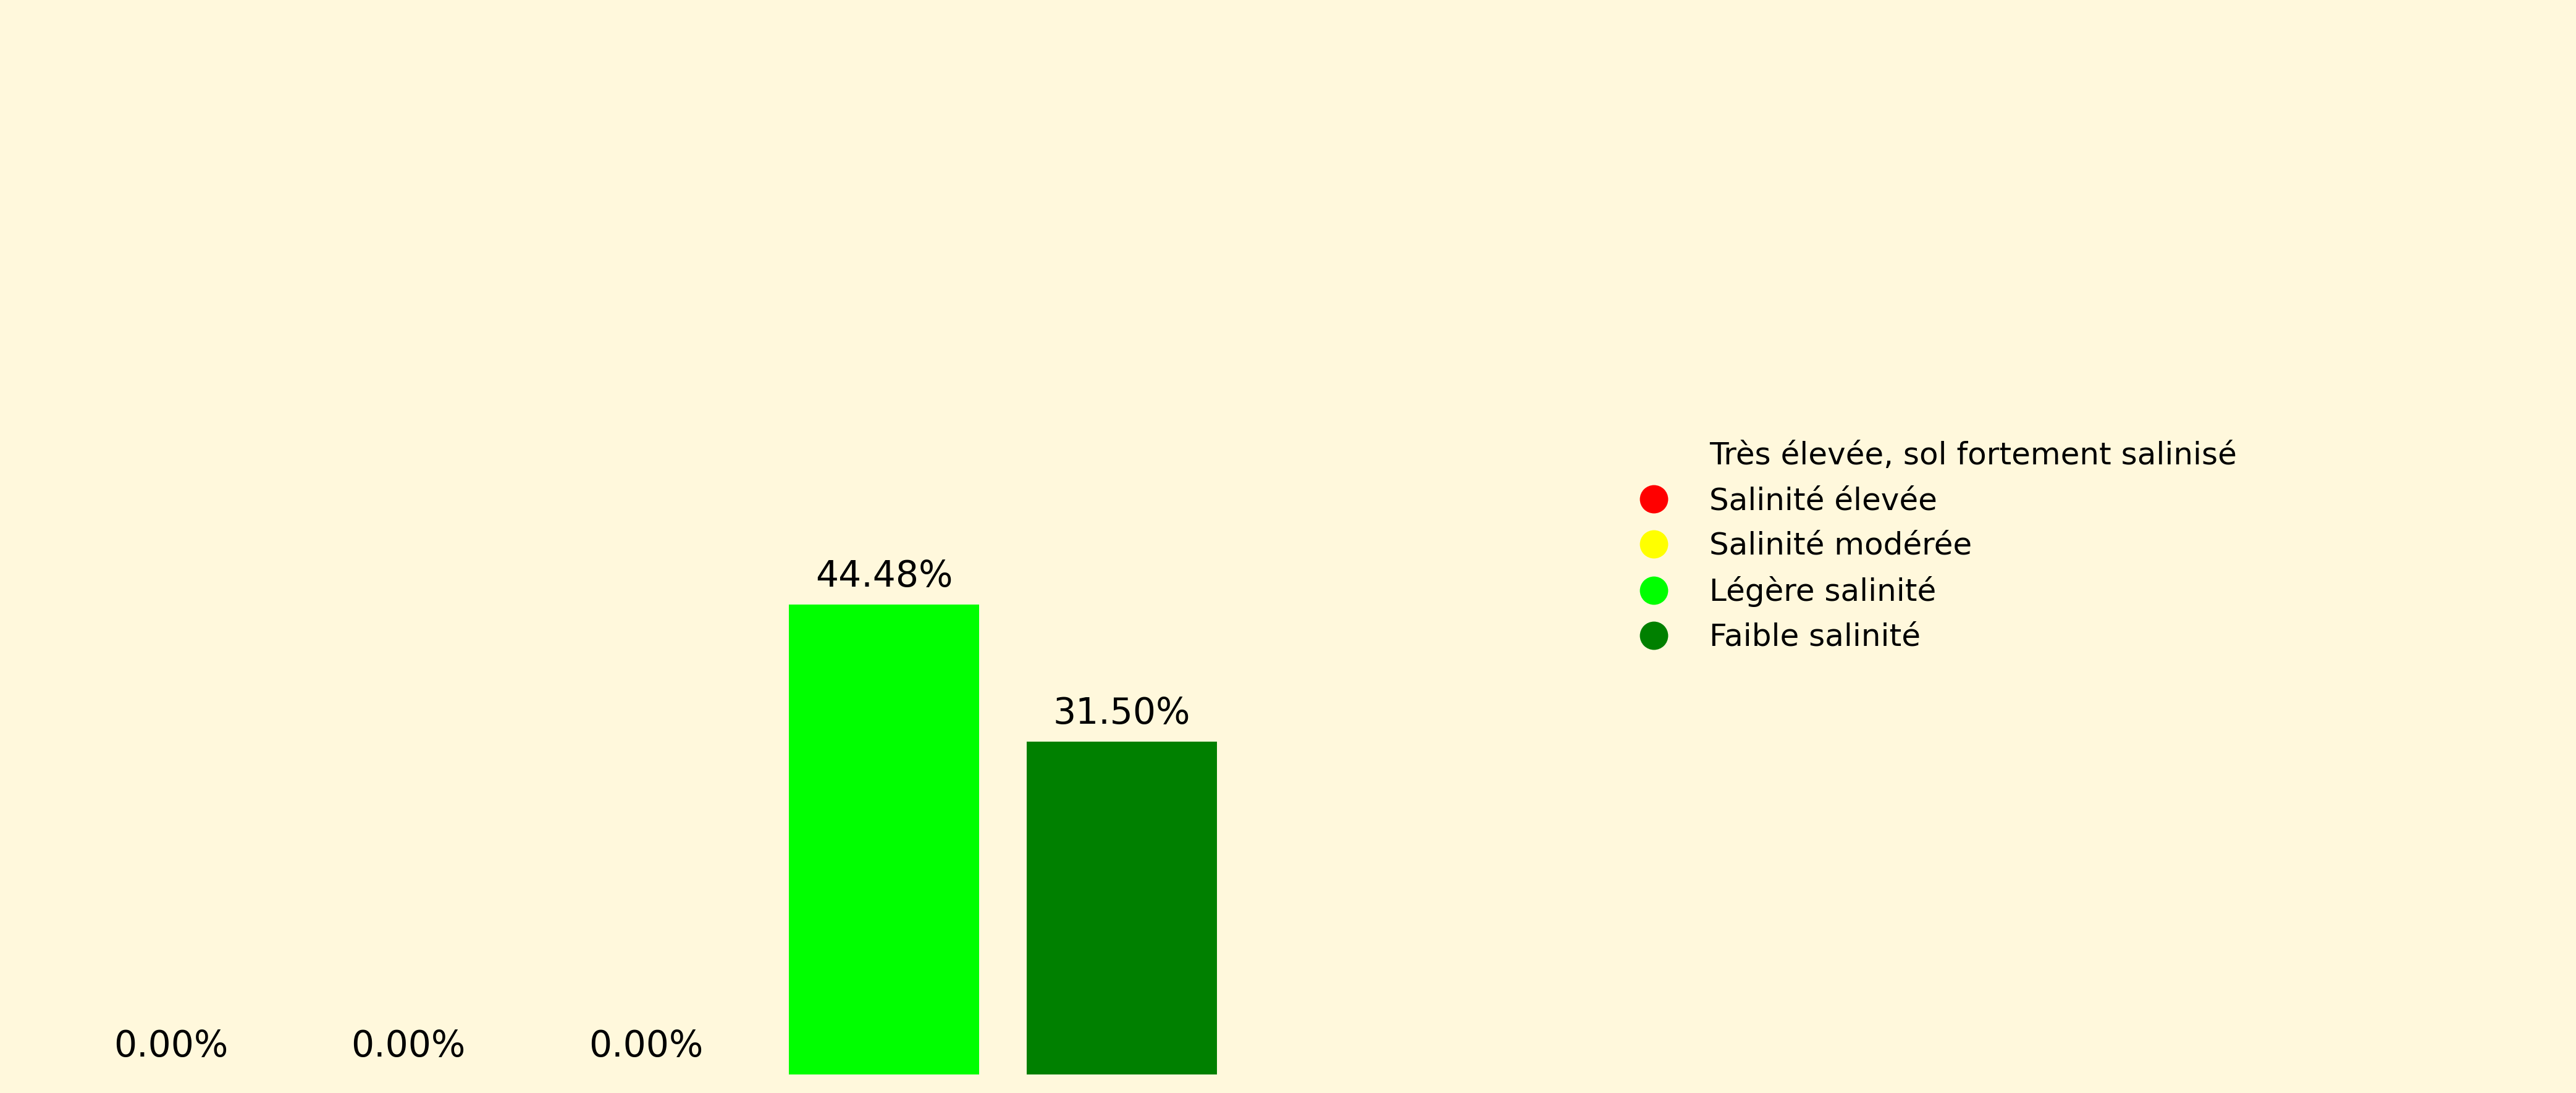 Très élevée, sol fortement salinisé
Salinité élevée
Salinité modérée
Légère salinité
Faible salinité
44.48%
31.50%
0.00%
0.00%
0.00%